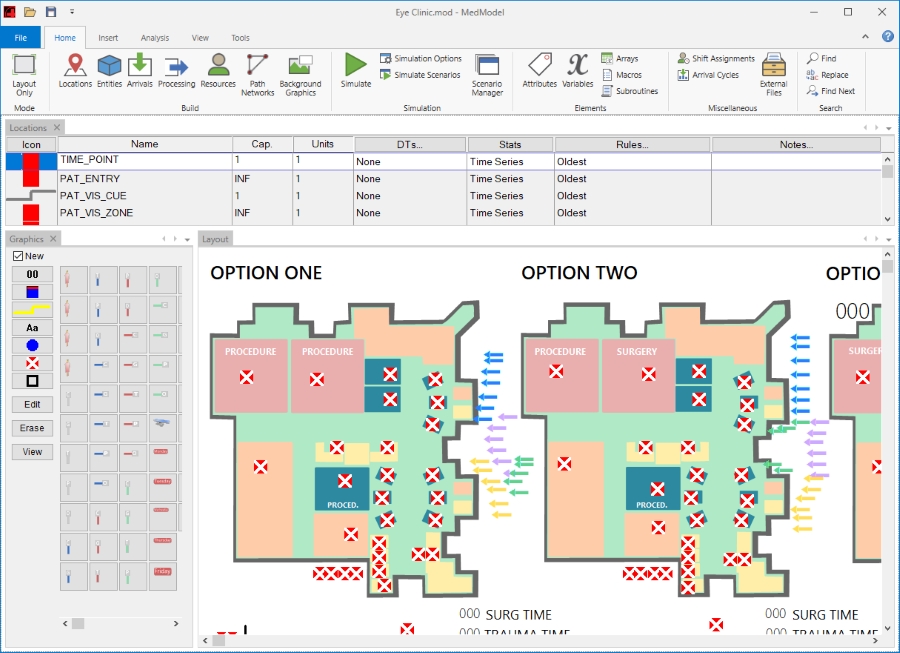 Eye Clinic.mod - MedModel
File Home Insert Analysis View Tools
Layout Only
Locations Entities Arrivals Processing Resources Path Networks Background Graphics
Simulate Simulation Options Simulate Scenarios Scenario Manager
Attributes Variables Arrays Macros Subroutines
Shift Assignments Arrival Cycles External Files
Find Replace Find Next
Mode Build Simulation Elements Miscellaneous Search
Locations
Icon Name Cap. Units DTs... Stats Rules... Notes...
TIME_POINT 1 1 None Time Series Oldest
PAT_ENTRY INF 1 None Time Series Oldest
PAT_VIS_CUE 1 1 None Time Series Oldest
PAT_VIS_ZONE INF 1 None Time Series Oldest
Graphics Layout
New
00
Aa
Edit
Erase
View
OPTION ONE OPTION TWO OPTIO
000
PROCEDURE PROCEDURE PROCEDURE SURGERY SURGER
PROCED. PROCED.
000 SURG TIME 000 SURG TIME
000 TRAUMA TIME 000 TRAUMA TIME